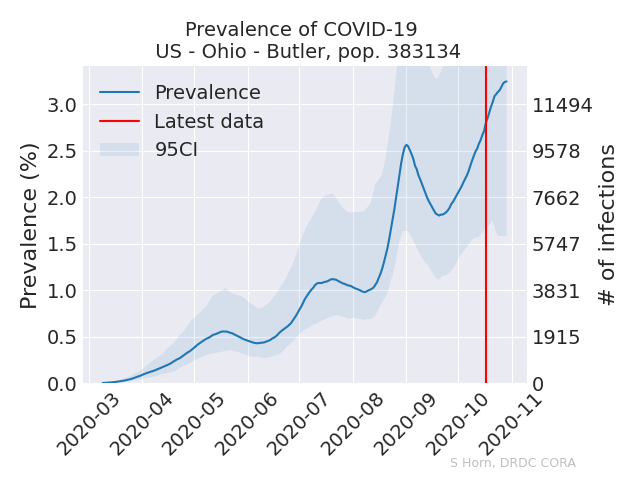 Prevalence of COVID-19
US - Ohio - Butler, pop. 383134
Prevalence
Latest data
95CI
Prevalence (%)
3.0
2.5
2.0
1.5
1.0
0.5
0.0
11494
9578
7662
5747
3831
1915
0
# of infections
2020-03
2020-04
2020-05
2020-06
2020-07
2020-08
2020-09
2020-10
2020-11
S Horn, DRDC CORA